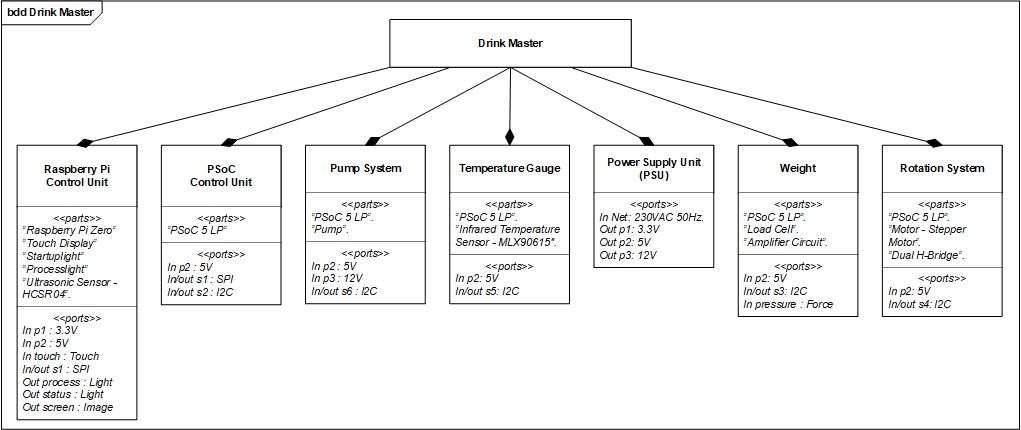 bdd Drink Master
Drink Master
Raspberry Pi
Control Unit
<<parts>>
"Raspberry Pi Zero"
"Touch Display"
"Startuplight"
"Processlight"
"Ultrasonic Sensor -
HCSR04".
<<ports>>
In p1 : 3.3V
In p2 : 5V
In touch : Touch
In/out s1 : SPI
Out process : Light
Out status : Light
Out screen : Image
PSoC
Control Unit
<<parts>>
"PSoC 5 LP"
<<ports>>
In p2 : 5V
In/out s1 : SPI
In/out s2 : I2C
Pump System
<<parts>>
"PSoC 5 LP".
"Pump".
<<ports>>
In p2 : 5V
In p3 : 12V
In/out s6 : I2C
Temperature Gauge
<<parts>>
"PSoC 5 LP".
"Infrared Temperature
Sensor - MLX90615".
<<ports>>
In p2: 5V
In/out s5: I2C
Power Supply Unit
(PSU)
<<ports>>
In Net: 230VAC 50Hz.
Out p1: 3.3V
Out p2: 5V
Out p3: 12V
Weight
<<parts>>
"PSoC 5 LP".
"Load Cell".
"Amplifier Circuit".
<<ports>>
In p2: 5V
In/out s3: I2C
In pressure : Force
Rotation System
<<parts>>
"PSoC 5 LP".
"Motor - Stepper
Motor".
"Dual H-Bridge".
<<ports>>
In p2: 5V
In/out s4: I2C